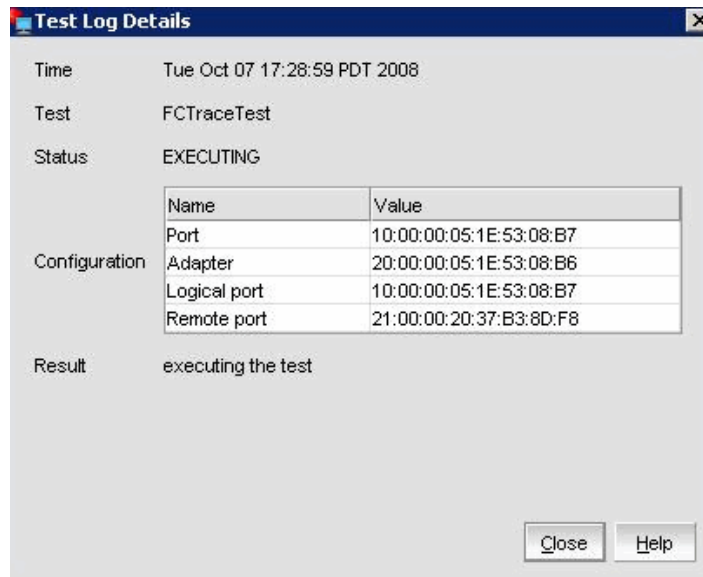 Test Log Details
Time Tue Oct 07 17:28:59 PDT 2008
Test FCTraceTest
Status EXECUTING
Name Value
Port 10:00:00:05:1E:53:08:B7
Configuration Adapter 20:00:00:05:1E:53:08:B6
Logical port 10:00:00:05:1E:53:08:B7
Remote port 21:00:00:20:37:B3:8D:F8
Result executing the test
Close Help